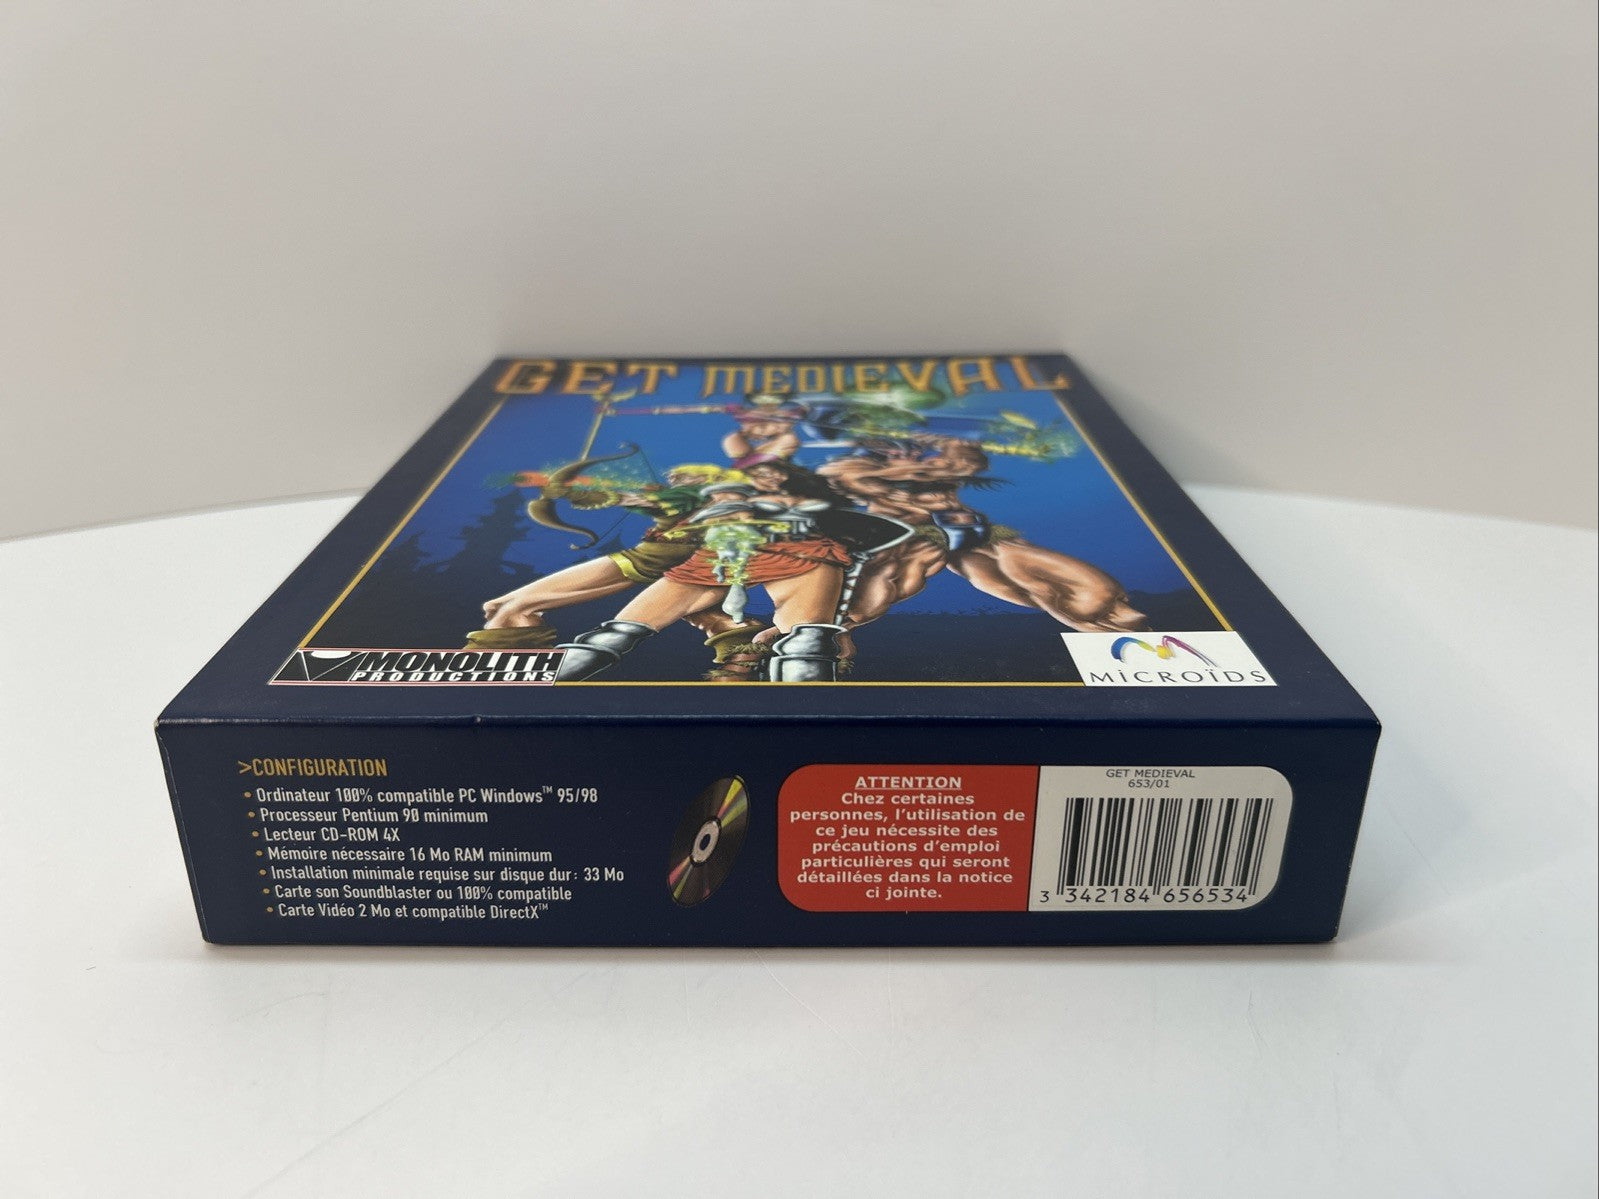 GET MEDIEVAL
MONOLITH
PRODUCTIONS
MiCROÏDS
>CONFIGURATION
• Ordinateur 100% compatible PC Windows™ 95/98
• Processeur Pentium 90 minimum
• Lecteur CD-ROM 4X
• Mémoire nécessaire 16 Mo RAM minimum
• Installation minimale requise sur disque dur: 33 Mo
• Carte son Soundblaster ou 100% compatible
• Carte Vidéo 2 Mo et compatible DirectX™
ATTENTION
Chez certaines
personnes, l'utilisation de
ce jeu nécessite des
précautions d'emploi
particulières qui seront
détaillées dans la notice
ci jointe.
GET MEDIEVAL
653/01
3 342184 656534